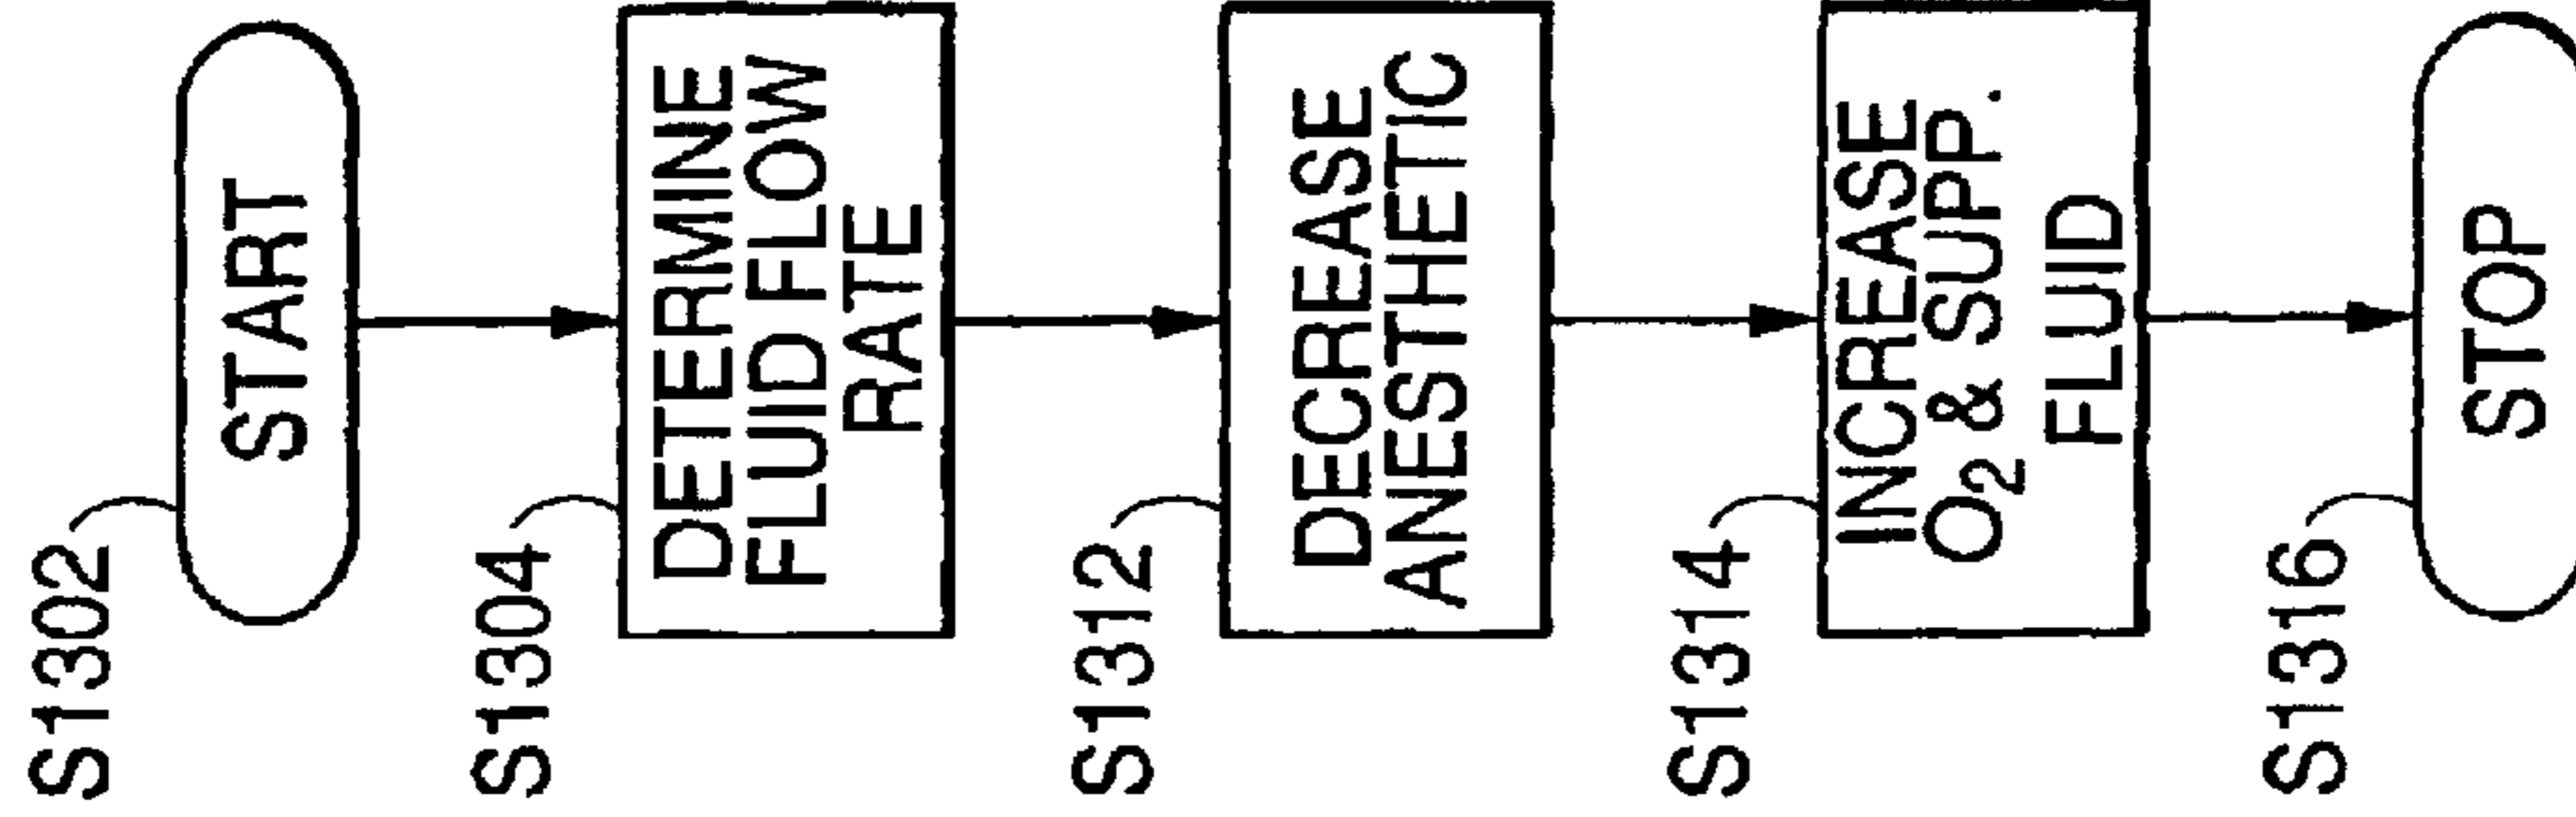 S1302
START
S1304
DETERMINE
FLUID FLOW
RATE
S1312
DECREASE
ANESTHETIC
S1314
INCREASE
O₂ & SUPP.
FLUID
S1316
STOP